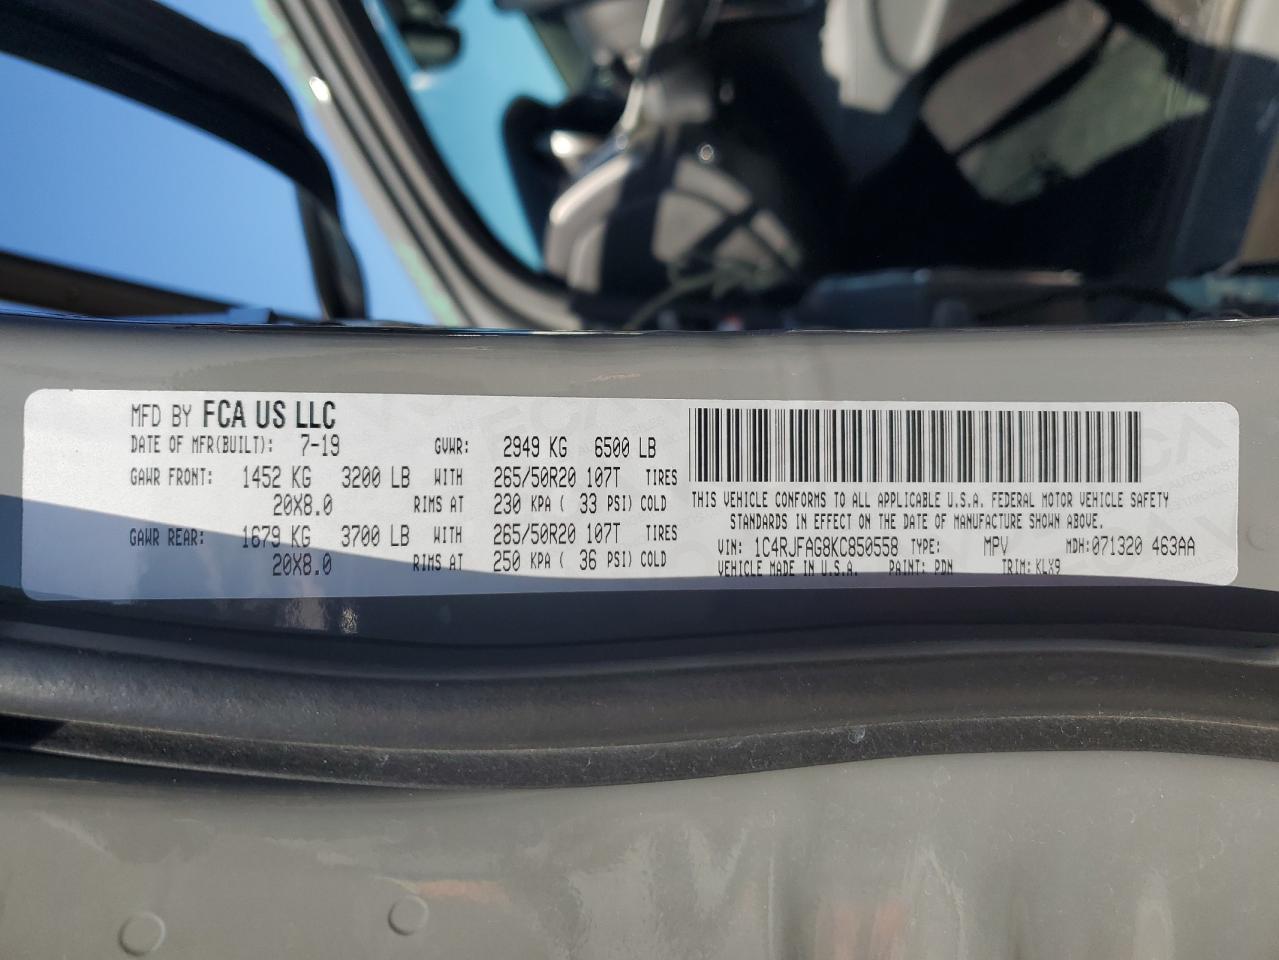 MFD BY FCA US LLC
DATE OF MFR(BUILT): 7-19 GVWR: 2949 KG 6500 LB
GAWR FRONT: 1452 KG 3200 LB WITH 265/50R20 107T TIRES
20X8.0 RIMS AT 230 KPA ( 33 PSI) COLD
GAWR REAR: 1679 KG 3700 LB WITH 265/50R20 107T TIRES
20X8.0 RIMS AT 250 KPA ( 36 PSI) COLD
THIS VEHICLE CONFORMS TO ALL APPLICABLE U.S.A. FEDERAL MOTOR VEHICLE SAFETY
STANDARDS IN EFFECT ON THE DATE OF MANUFACTURE SHOWN ABOVE.
VIN: 1C4RJFAG8KC850558 TYPE: MPV MDH:071320 463AA
VEHICLE MADE IN U.S.A. PAINT: PDN TRIM: KLX9